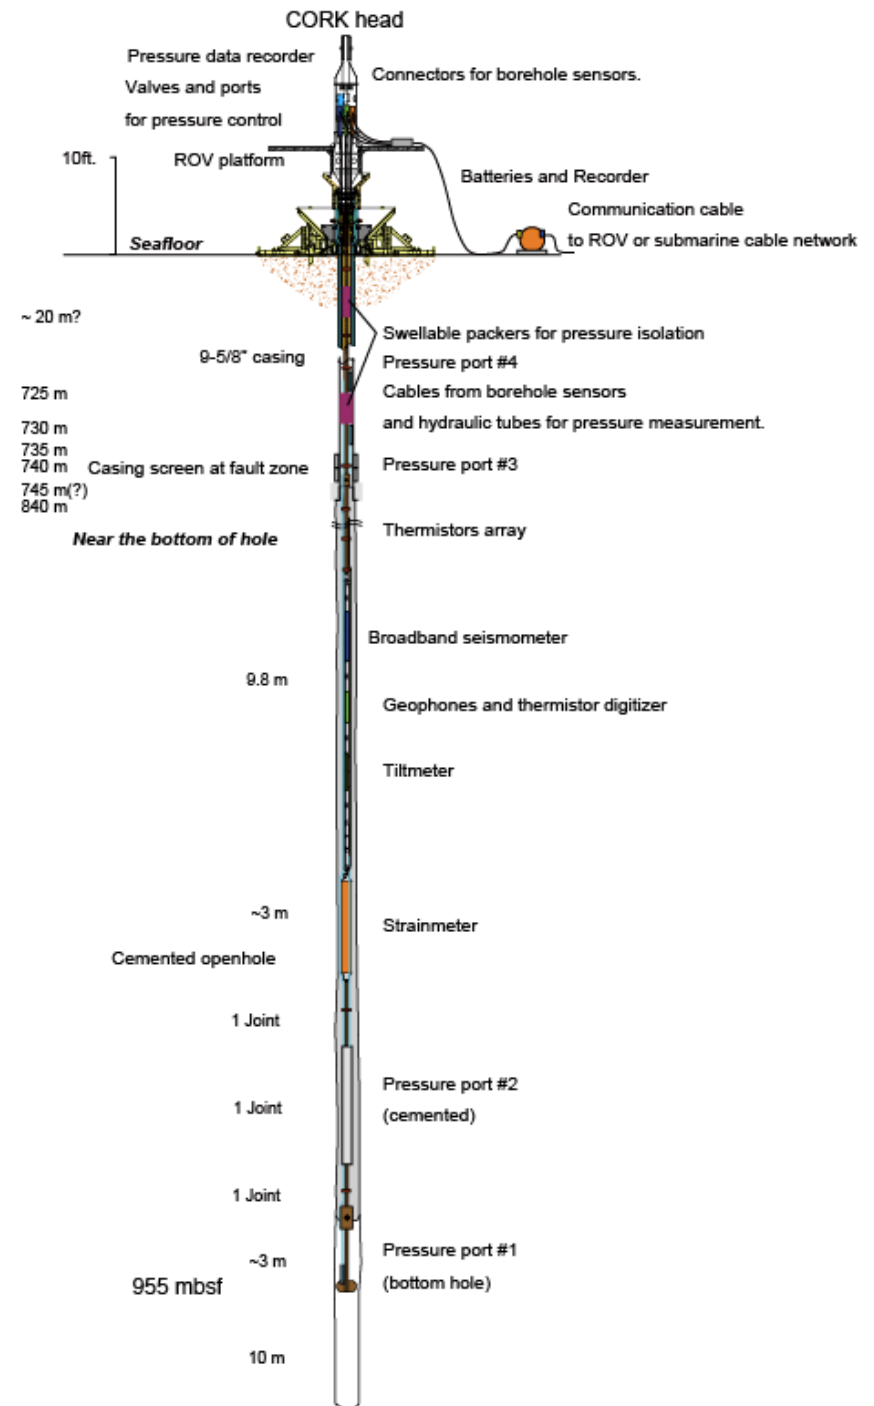 CORK head
Pressure data recorder
Connectors for borehole sensors.
Valves and ports
for pressure control
10ft.
ROV platform
Batteries and Recorder
Communication cable
to ROV or submarine cable network
Seafloor
~ 20 m?
Swellable packers for pressure isolation
9-5/8" casing
Pressure port #4
725 m
Cables from borehole sensors
and hydraulic tubes for pressure measurement.
730 m
735 m
740 m
Casing screen at fault zone
Pressure port #3
745 m(?)
840 m
Near the bottom of hole
Thermistors array
Broadband seismometer
9.8 m
Geophones and thermistor digitizer
Tiltmeter
~3 m
Strainmeter
Cemented openhole
1 Joint
Pressure port #2
(cemented)
1 Joint
1 Joint
Pressure port #1
(bottom hole)
~3 m
955 mbsf
10 m